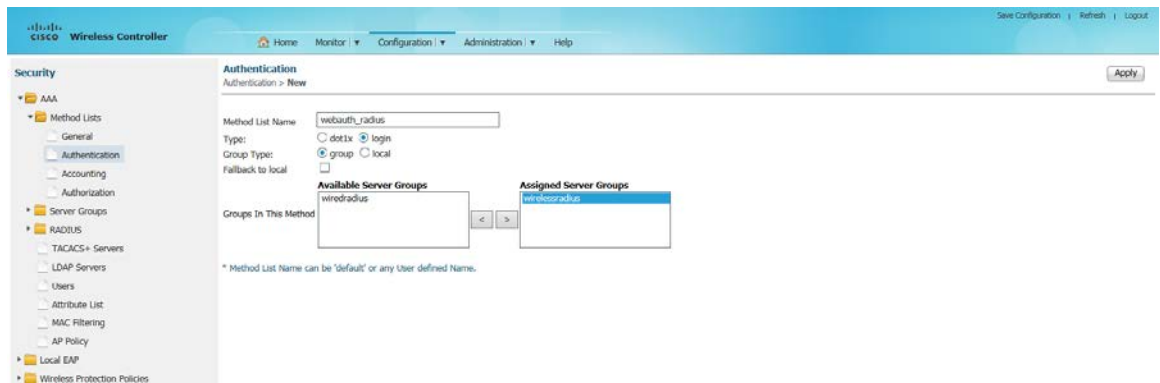 Save Configuration | Refresh | Logout
CISCO Wireless Controller
Home Monitor Configuration Administration Help
Security
AAA
Method Lists
General
Authentication
Accounting
Authorization
Server Groups
RADIUS
TACACS+ Servers
LDAP Servers
Users
Attribute List
MAC Filtering
AP Policy
Local EAP
Wireless Protection Policies
Authentication
Authentication > New
Apply
Method List Name webauth_radius
Type: dot1x login
Group Type: group local
Fallback to local
Available Server Groups Assigned Server Groups
wiredradius wirelessradius
Groups In This Method < >
* Method List Name can be 'default' or any User defined Name.